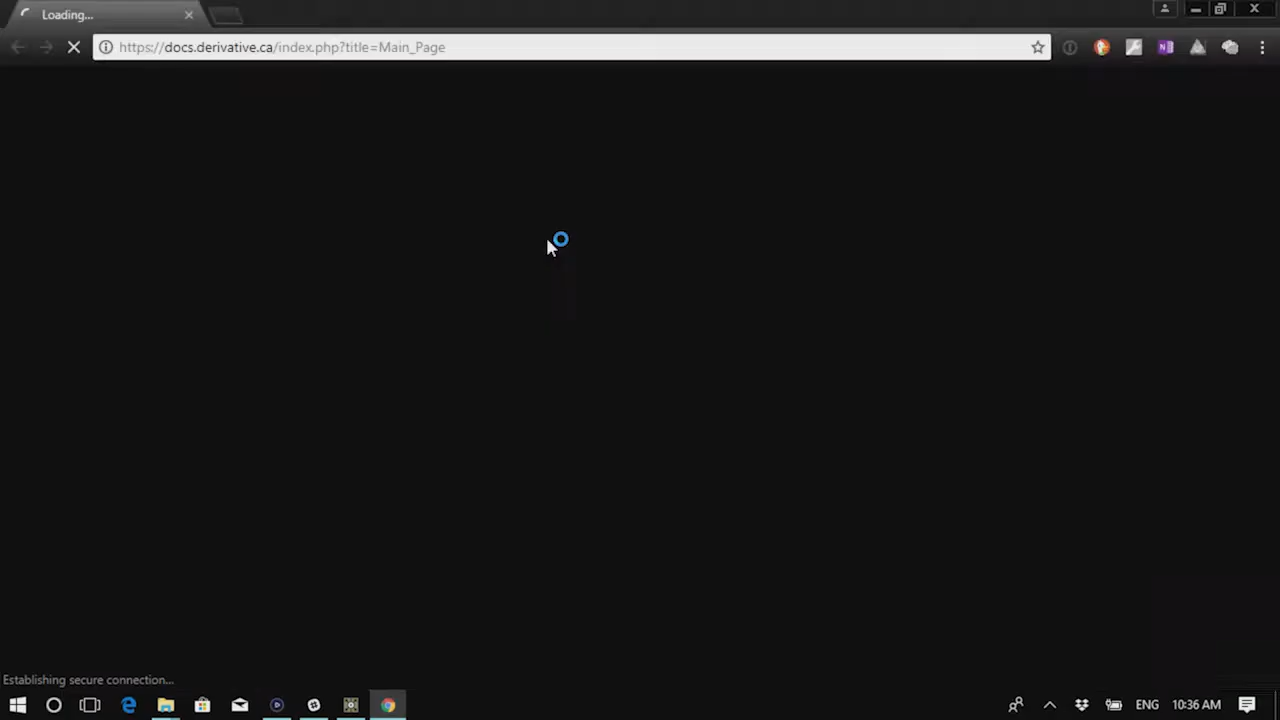 Loading...
https://docs.derivative.ca/index.php?title=Main_Page
Establishing secure connection...
ENG
10:36 AM